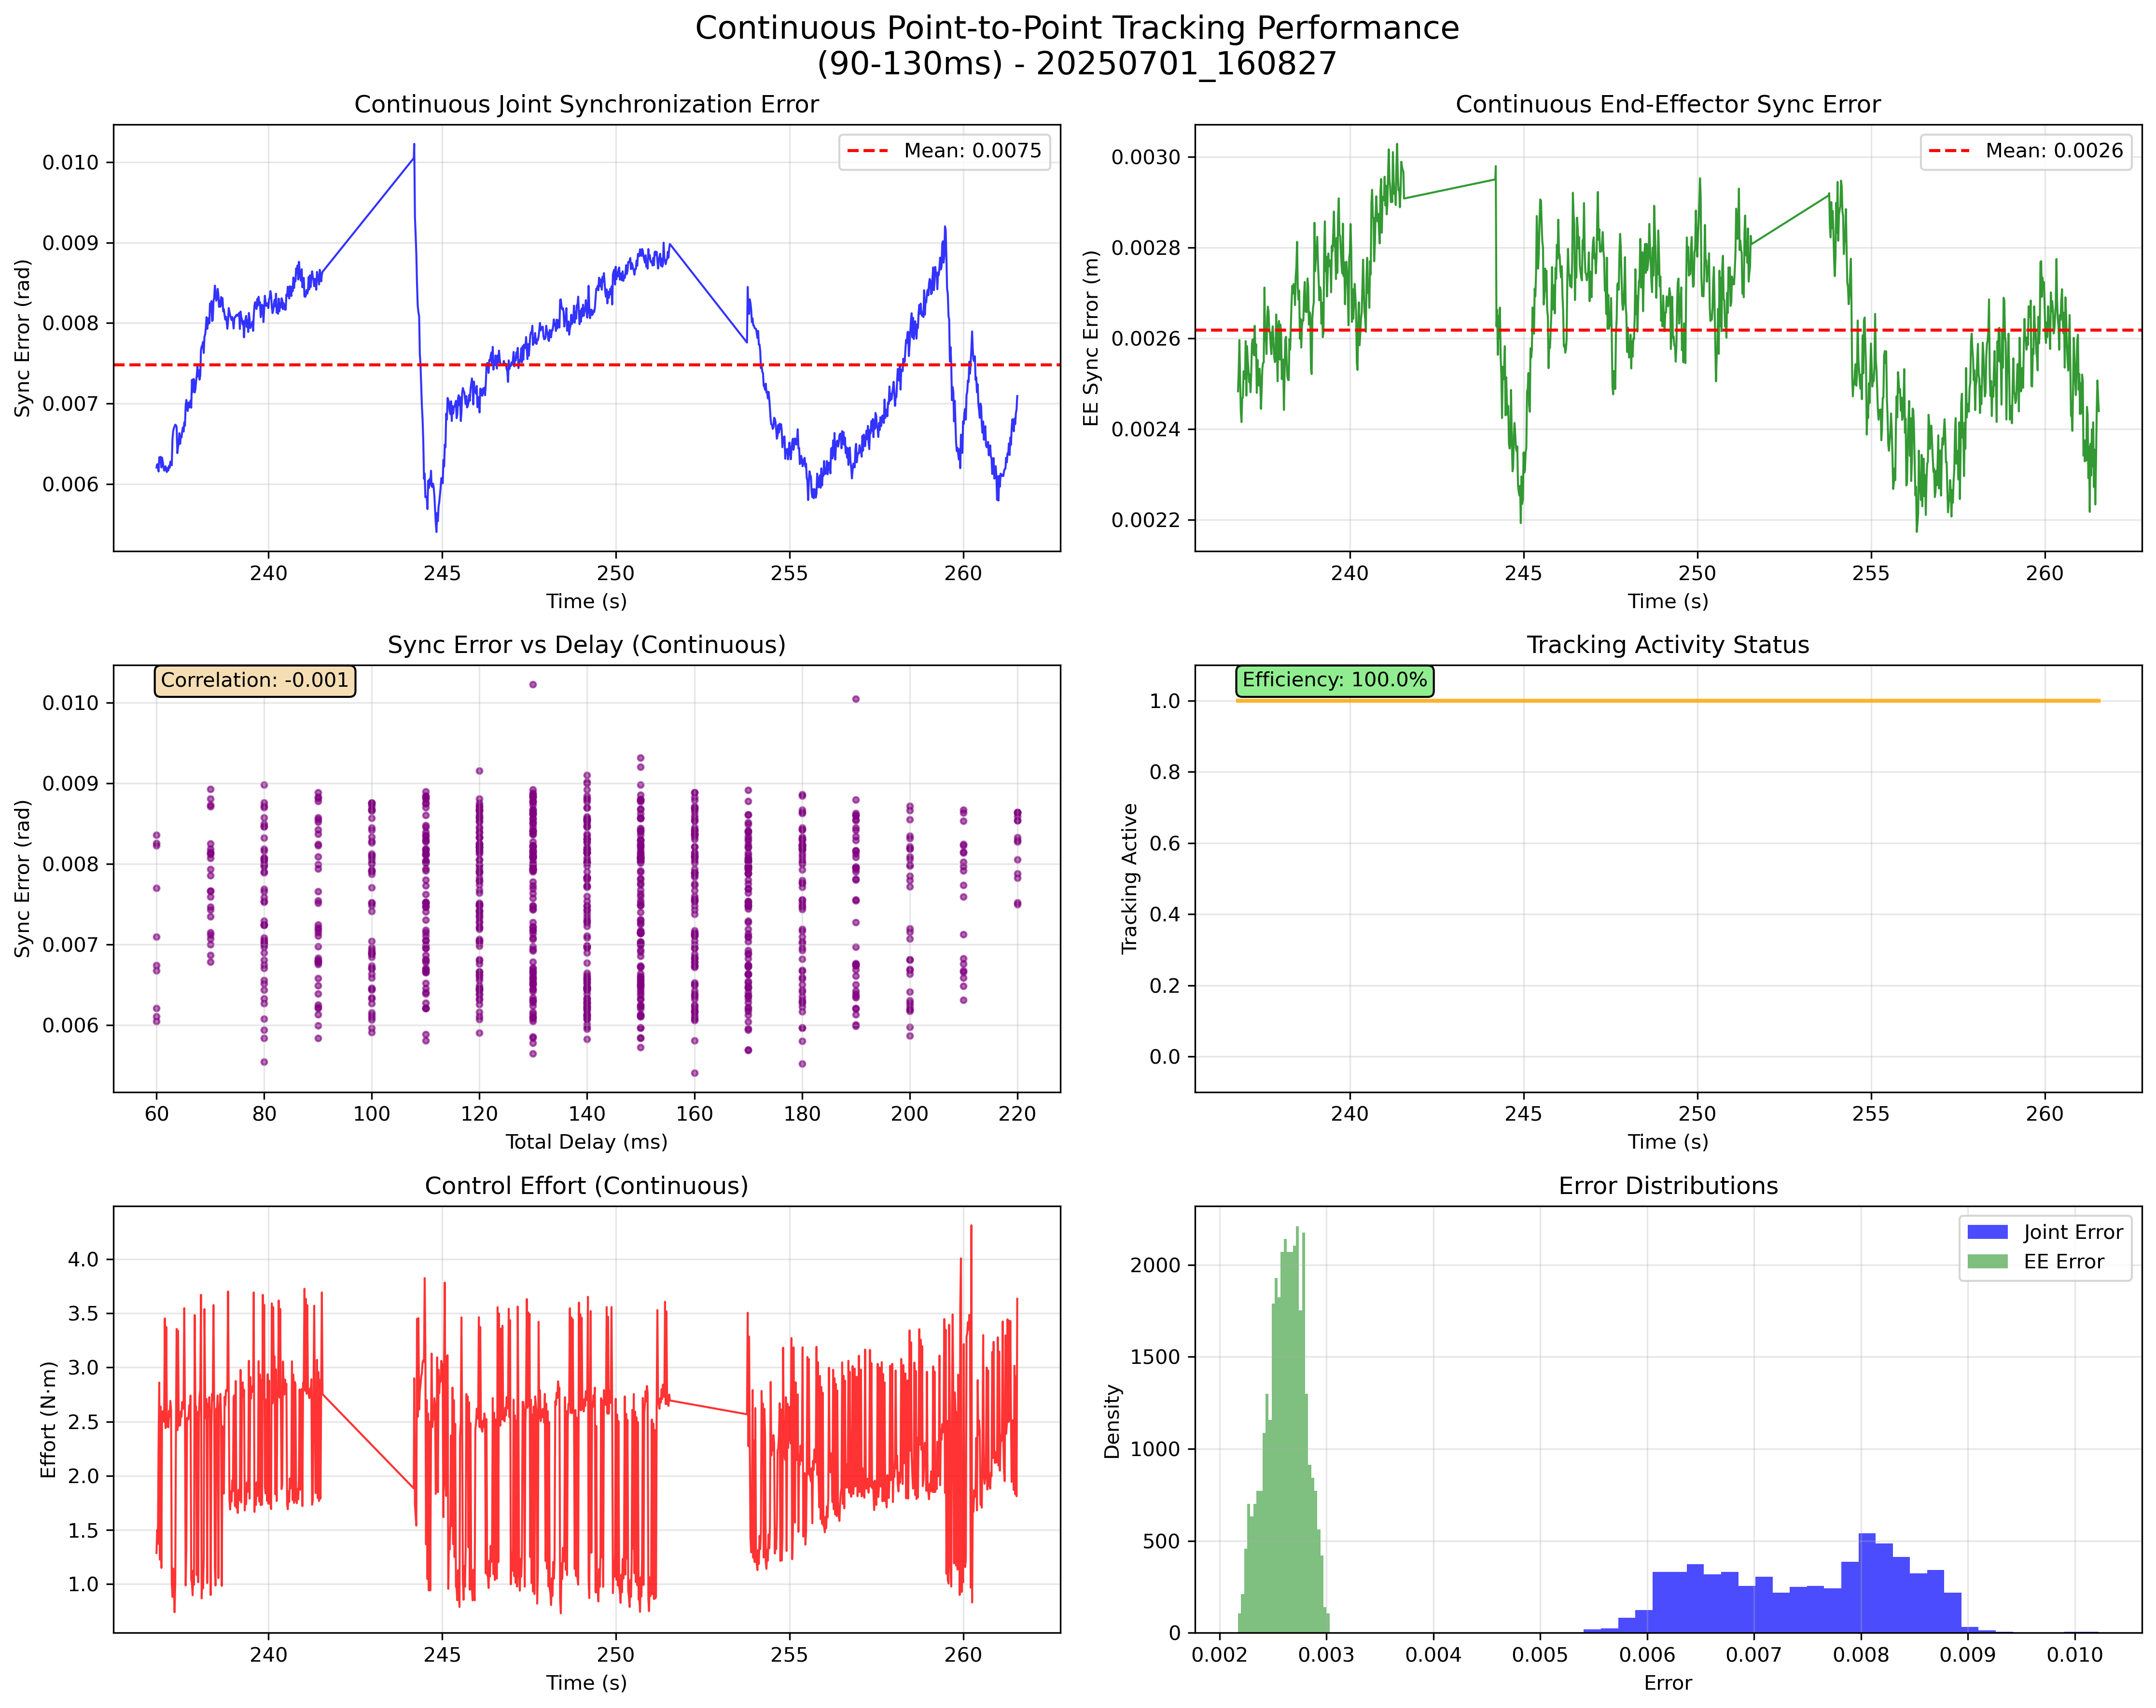 Continuous Point-to-Point Tracking Performance
(90-130ms) - 20250701_160827
Continuous Joint Synchronization Error
Sync Error (rad)
0.010
0.009
0.008
0.007
0.006
Mean: 0.0075
240 245 250 255 260
Time (s)
Continuous End-Effector Sync Error
EE Sync Error (m)
0.0030
0.0028
0.0026
0.0024
0.0022
Mean: 0.0026
240 245 250 255 260
Time (s)
Sync Error vs Delay (Continuous)
Correlation: -0.001
Sync Error (rad)
0.010
0.009
0.008
0.007
0.006
60 80 100 120 140 160 180 200 220
Total Delay (ms)
Tracking Activity Status
Efficiency: 100.0%
Tracking Active
1.0
0.8
0.6
0.4
0.2
0.0
240 245 250 255 260
Time (s)
Control Effort (Continuous)
Effort (N·m)
4.0
3.5
3.0
2.5
2.0
1.5
1.0
240 245 250 255 260
Time (s)
Error Distributions
Joint Error
EE Error
Density
2000
1500
1000
500
0
0.002 0.003 0.004 0.005 0.006 0.007 0.008 0.009 0.010
Error